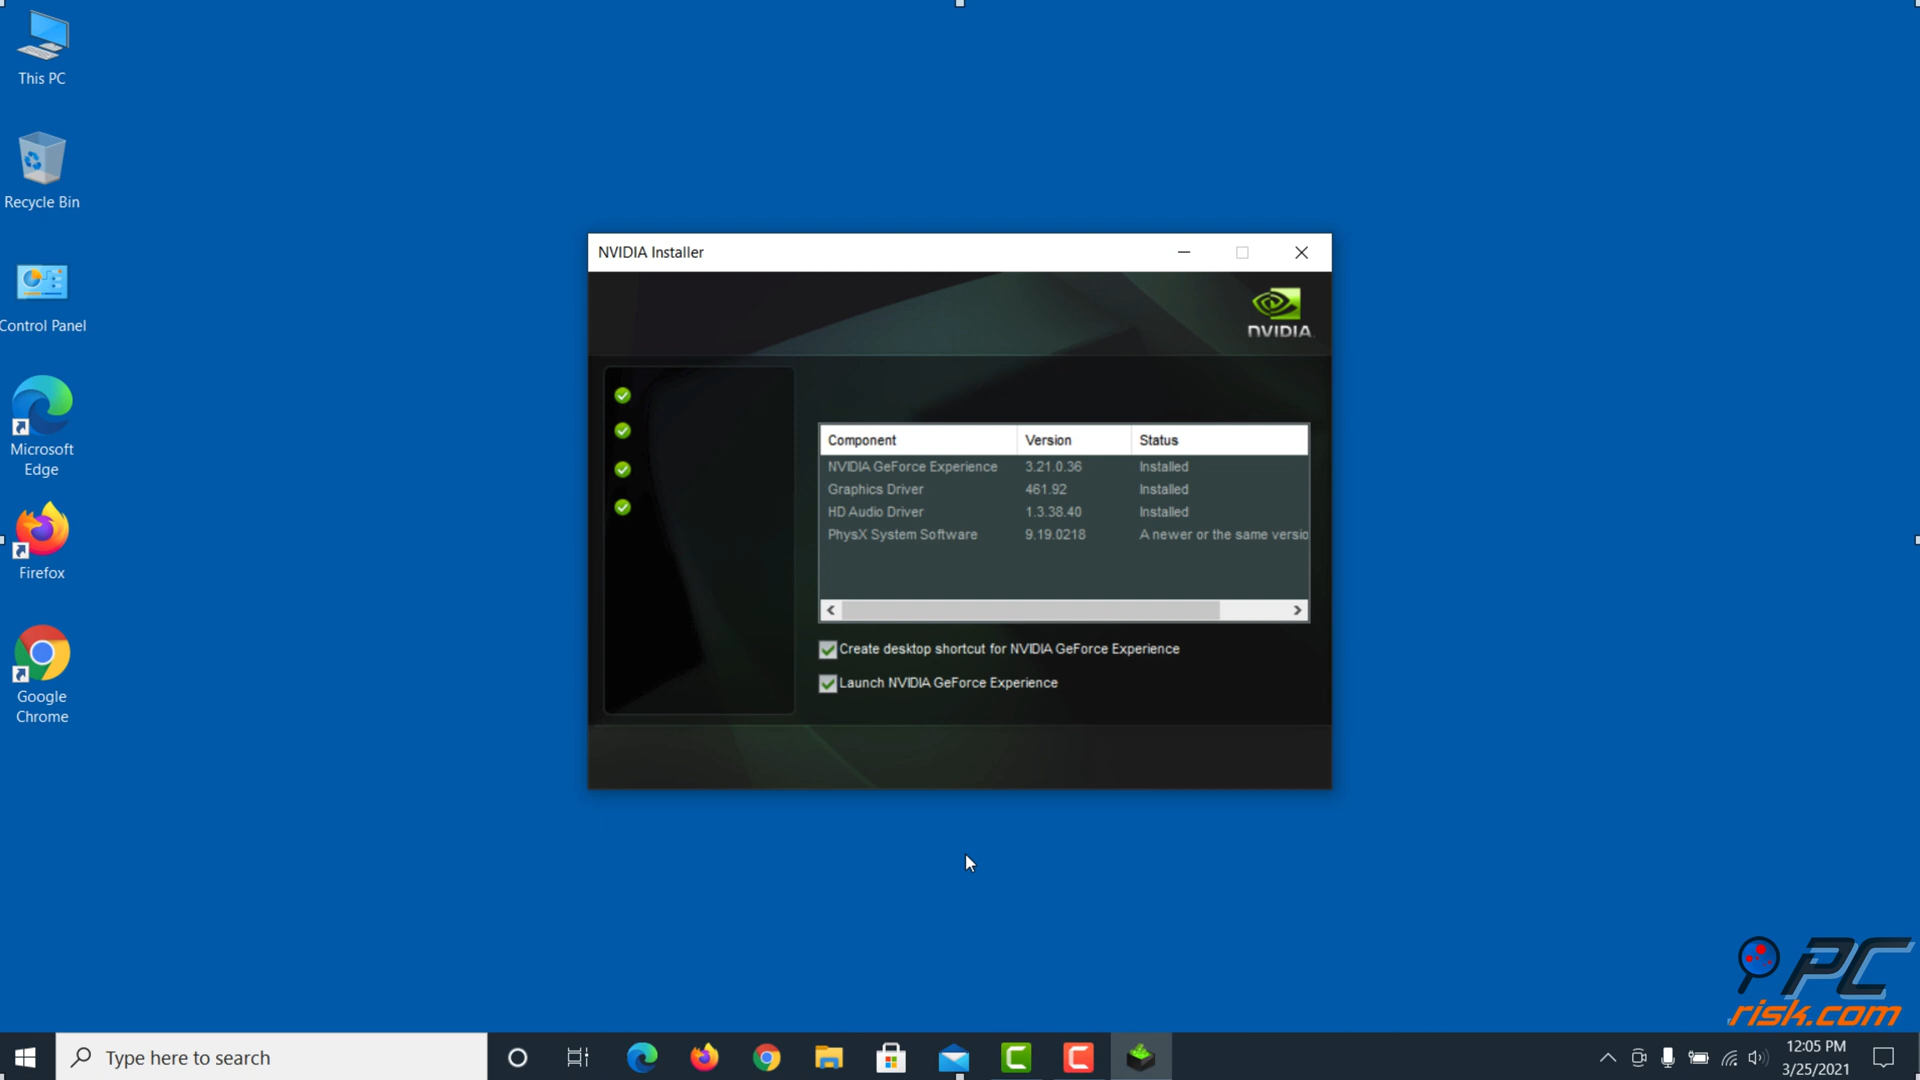 This PC
Recycle Bin
Control Panel
Microsoft
Edge
Firefox
Google
Chrome
NVIDIA Installer
NVIDIA
Component Version Status
NVIDIA GeForce Experience 3.21.0.36 Installed
Graphics Driver 461.92 Installed
HD Audio Driver 1.3.38.40 Installed
PhysX System Software 9.19.0218 A newer or the same versio
Create desktop shortcut for NVIDIA GeForce Experience
Launch NVIDIA GeForce Experience
PC
risk.com
Type here to search
12:05 PM
3/25/2021